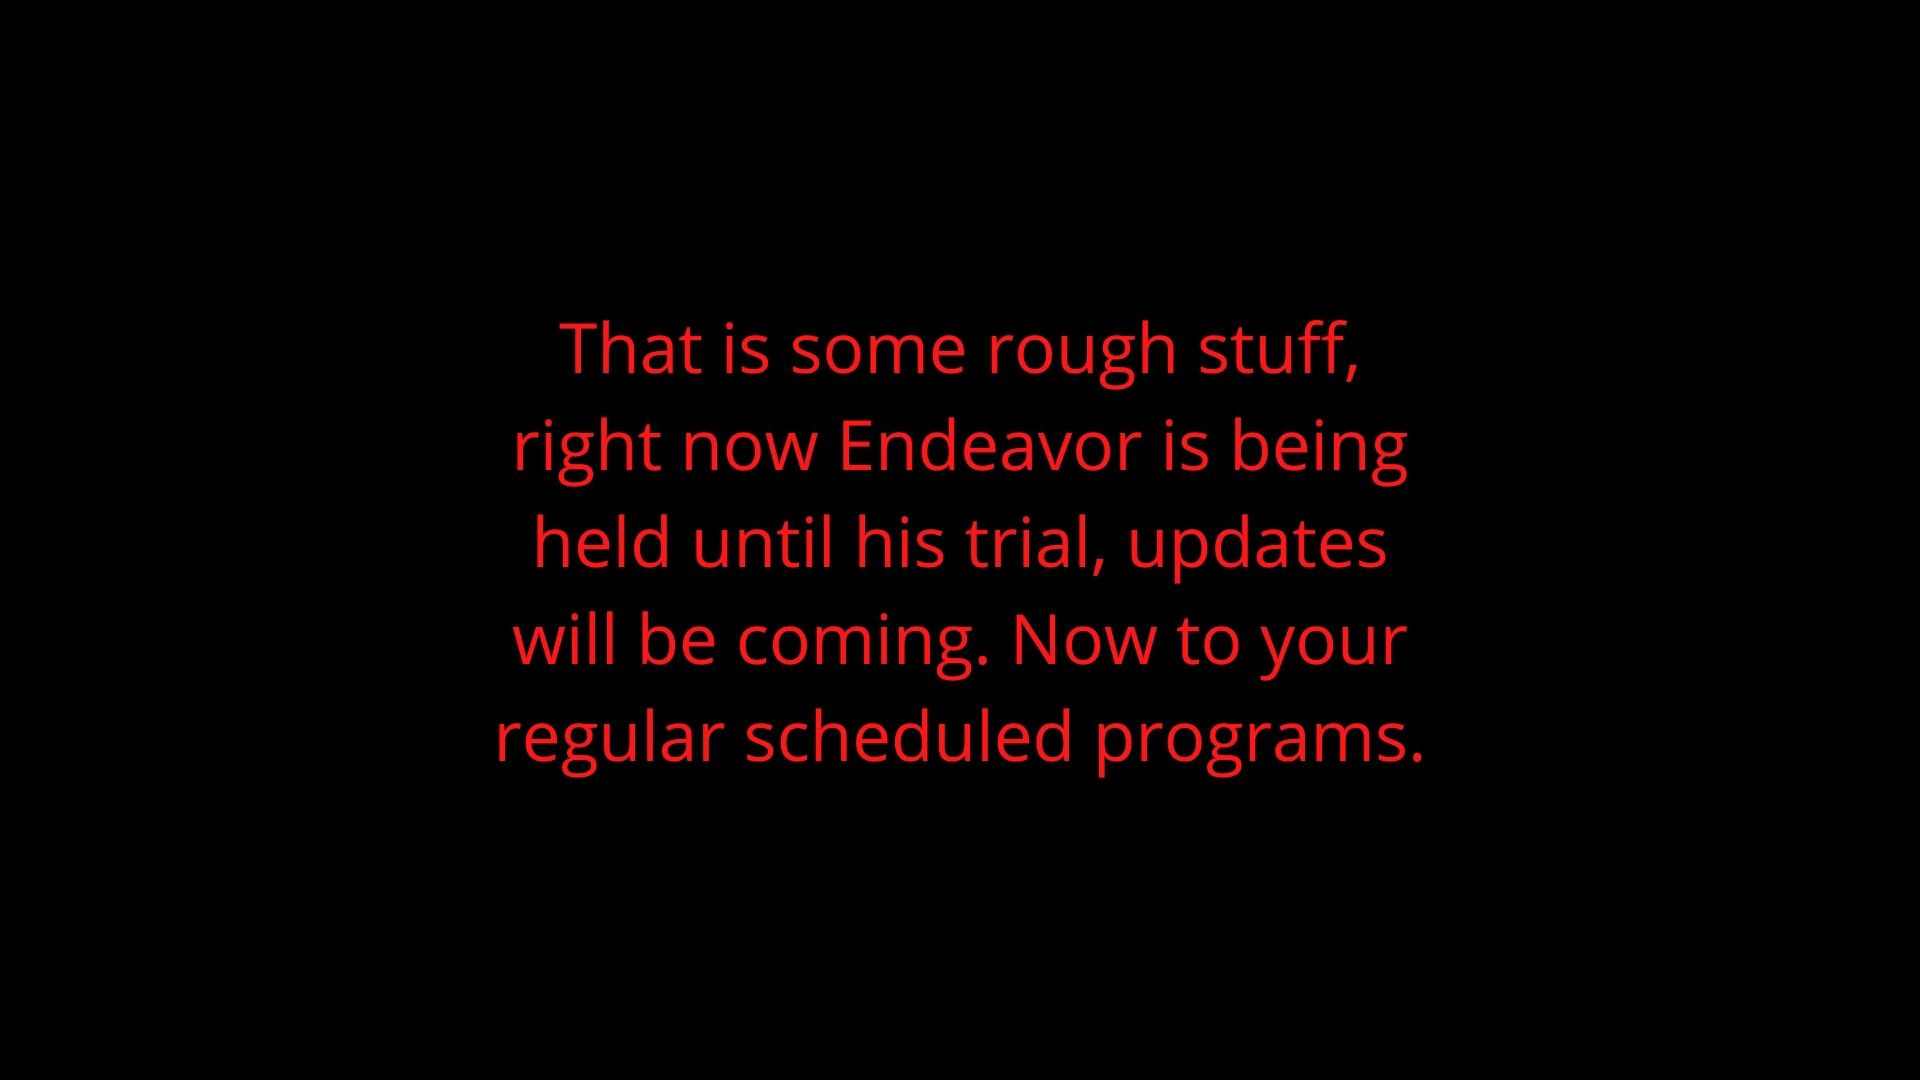 That is some rough stuff,
right now Endeavor is being
held until his trial, updates
will be coming. Now to your
regular scheduled programs.